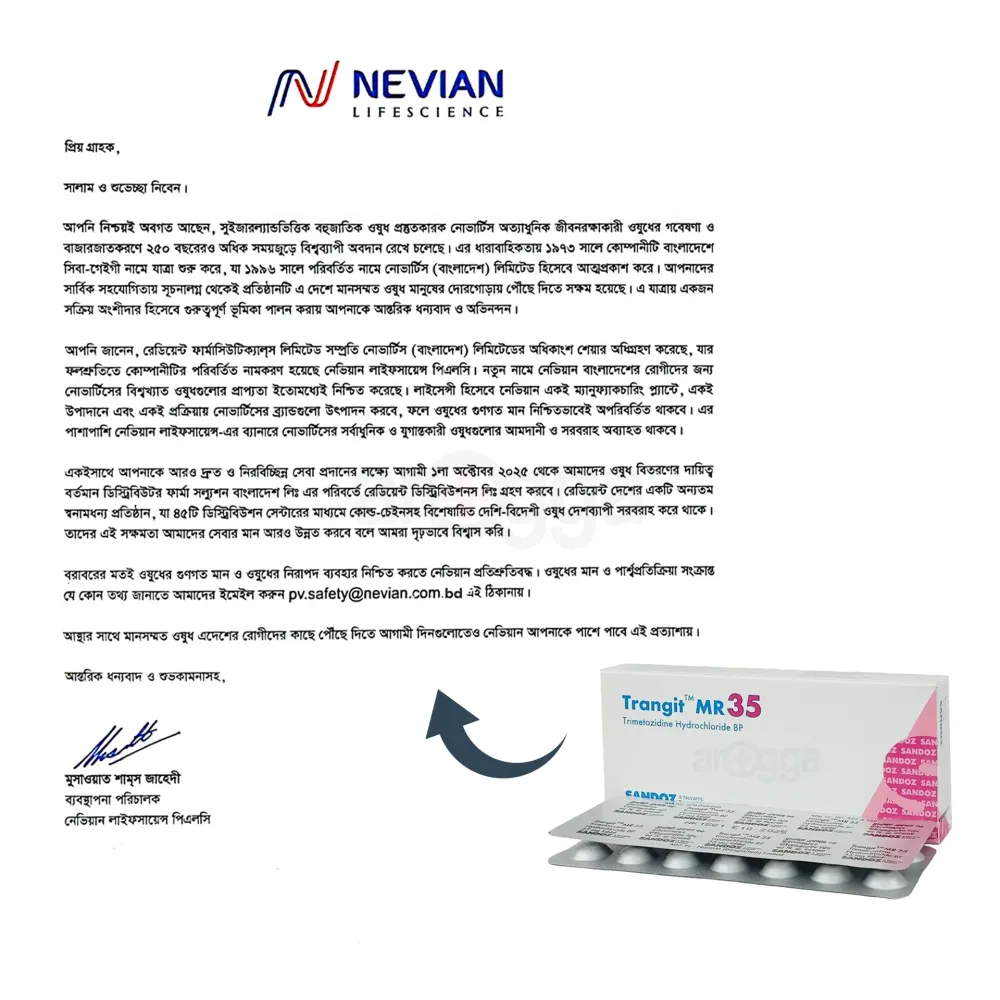 NEVIAN
LIFESCIENCE
প্রিয় গ্রাহক,
সালাম ও শুভেচ্ছা নিবেন।
আপনি নিশ্চয়ই অবগত আছেন, সুইজারল্যান্ডভিত্তিক বহুজাতিক ওষুধ প্রস্তুতকারক নোভার্টিস অত্যাধুনিক জীবনরক্ষাকারী ওষুধের গবেষণা ও
বাজারজাতকরণে ২৫০ বছরেরও অধিক সময়জুড়ে বিশ্বব্যাপী অবদান রেখে চলেছে। এর ধারাবাহিকতায় ১৯৭৩ সালে কোম্পানীটি বাংলাদেশে
সিবা-গেইগী নামে যাত্রা শুরু করে, যা ১৯৯৬ সালে পরিবর্তিত নামে নোভার্টিস (বাংলাদেশ) লিমিটেড হিসেবে আত্মপ্রকাশ করে। আপনাদের
সার্বিক সহযোগিতায় সূচনালগ্ন থেকেই প্রতিষ্ঠানটি এ দেশে মানসম্মত ওষুধ মানুষের দোরগোড়ায় পৌঁছে দিতে সক্ষম হয়েছে। এ যাত্রায় একজন
সক্রিয় অংশীদার হিসেবে গুরুত্বপূর্ণ ভূমিকা পালন করায় আপনাকে আন্তরিক ধন্যবাদ ও অভিনন্দন।
আপনি জানেন, রেডিয়েন্ট ফার্মাসিউটিক্যাল্‌স লিমিটেড সম্প্রতি নোভার্টিস (বাংলাদেশ) লিমিটেডের অধিকাংশ শেয়ার অধিগ্রহণ করেছে, যার
ফলশ্রুতিতে কোম্পানীটির পরিবর্তিত নামকরণ হয়েছে নেভিয়ান লাইফসায়েন্স পিএলসি। নতুন নামে নেভিয়ান বাংলাদেশের রোগীদের জন্য
নোভার্টিসের বিশ্বখ্যাত ওষুধগুলোর প্রাপ্যতা ইতোমধ্যেই নিশ্চিত করেছে। লাইসেন্সী হিসেবে নেভিয়ান একই ম্যানুফ্যাকচারিং প্ল্যান্টে, একই
উপাদানে এবং একই প্রক্রিয়ায় নোভার্টিসের ব্র্যান্ডগুলো উৎপাদন করবে, ফলে ওষুধের গুণগত মান নিশ্চিতভাবেই অপরিবর্তিত থাকবে। এর
পাশাপাশি নেভিয়ান লাইফসায়েন্স-এর ব্যানারে নোভার্টিসের সর্বাধুনিক ও যুগান্তকারী ওষুধগুলোর আমদানী ও সরবরাহ অব্যাহত থাকবে।
একইসাথে আপনাকে আরও দ্রুত ও নিরবিচ্ছিন্ন সেবা প্রদানের লক্ষ্যে আগামী ১লা অক্টোবর ২০২৫ থেকে আমাদের ওষুধ বিতরণের দায়িত্ব
বর্তমান ডিস্ট্রিবিউটর ফার্মা সল্যুশন বাংলাদেশ লিঃ এর পরিবর্তে রেডিয়েন্ট ডিস্ট্রিবিউশনস লিঃ গ্রহণ করবে। রেডিয়েন্ট দেশের একটি অন্যতম
স্বনামধন্য প্রতিষ্ঠান, যা ৪৫টি ডিস্ট্রিবিউশন সেন্টারের মাধ্যমে কোল্ড-চেইনসহ বিশেষায়িত দেশি-বিদেশী ওষুধ দেশব্যাপী সরবরাহ করে থাকে।
তাদের এই সক্ষমতা আমাদের সেবার মান আরও উন্নত করবে বলে আমরা দৃঢ়ভাবে বিশ্বাস করি।
বরাবরের মতই ওষুধের গুণগত মান ও ওষুধের নিরাপদ ব্যবহার নিশ্চিত করতে নেভিয়ান প্রতিশ্রুতিবদ্ধ। ওষুধের মান ও পার্শ্বপ্রতিক্রিয়া সংক্রান্ত
যে কোন তথ্য জানাতে আমাদের ইমেইল করুন pv.safety@nevian.com.bd এই ঠিকানায়।
আস্থার সাথে মানসম্মত ওষুধ এদেশের রোগীদের কাছে পৌঁছে দিতে আগামী দিনগুলোতেও নেভিয়ান আপনাকে পাশে পাবে এই প্রত্যাশায়।
আন্তরিক ধন্যবাদ ও শুভকামনাসহ,
মুসাওয়াত শাম্‌স জাহেদী
ব্যবস্থাপনা পরিচালক
নেভিয়ান লাইফসায়েন্স পিএলসি
Trangit™ MR 35
Trimetazidine Hydrochloride BP
arogga
SANDOZ A Novartis